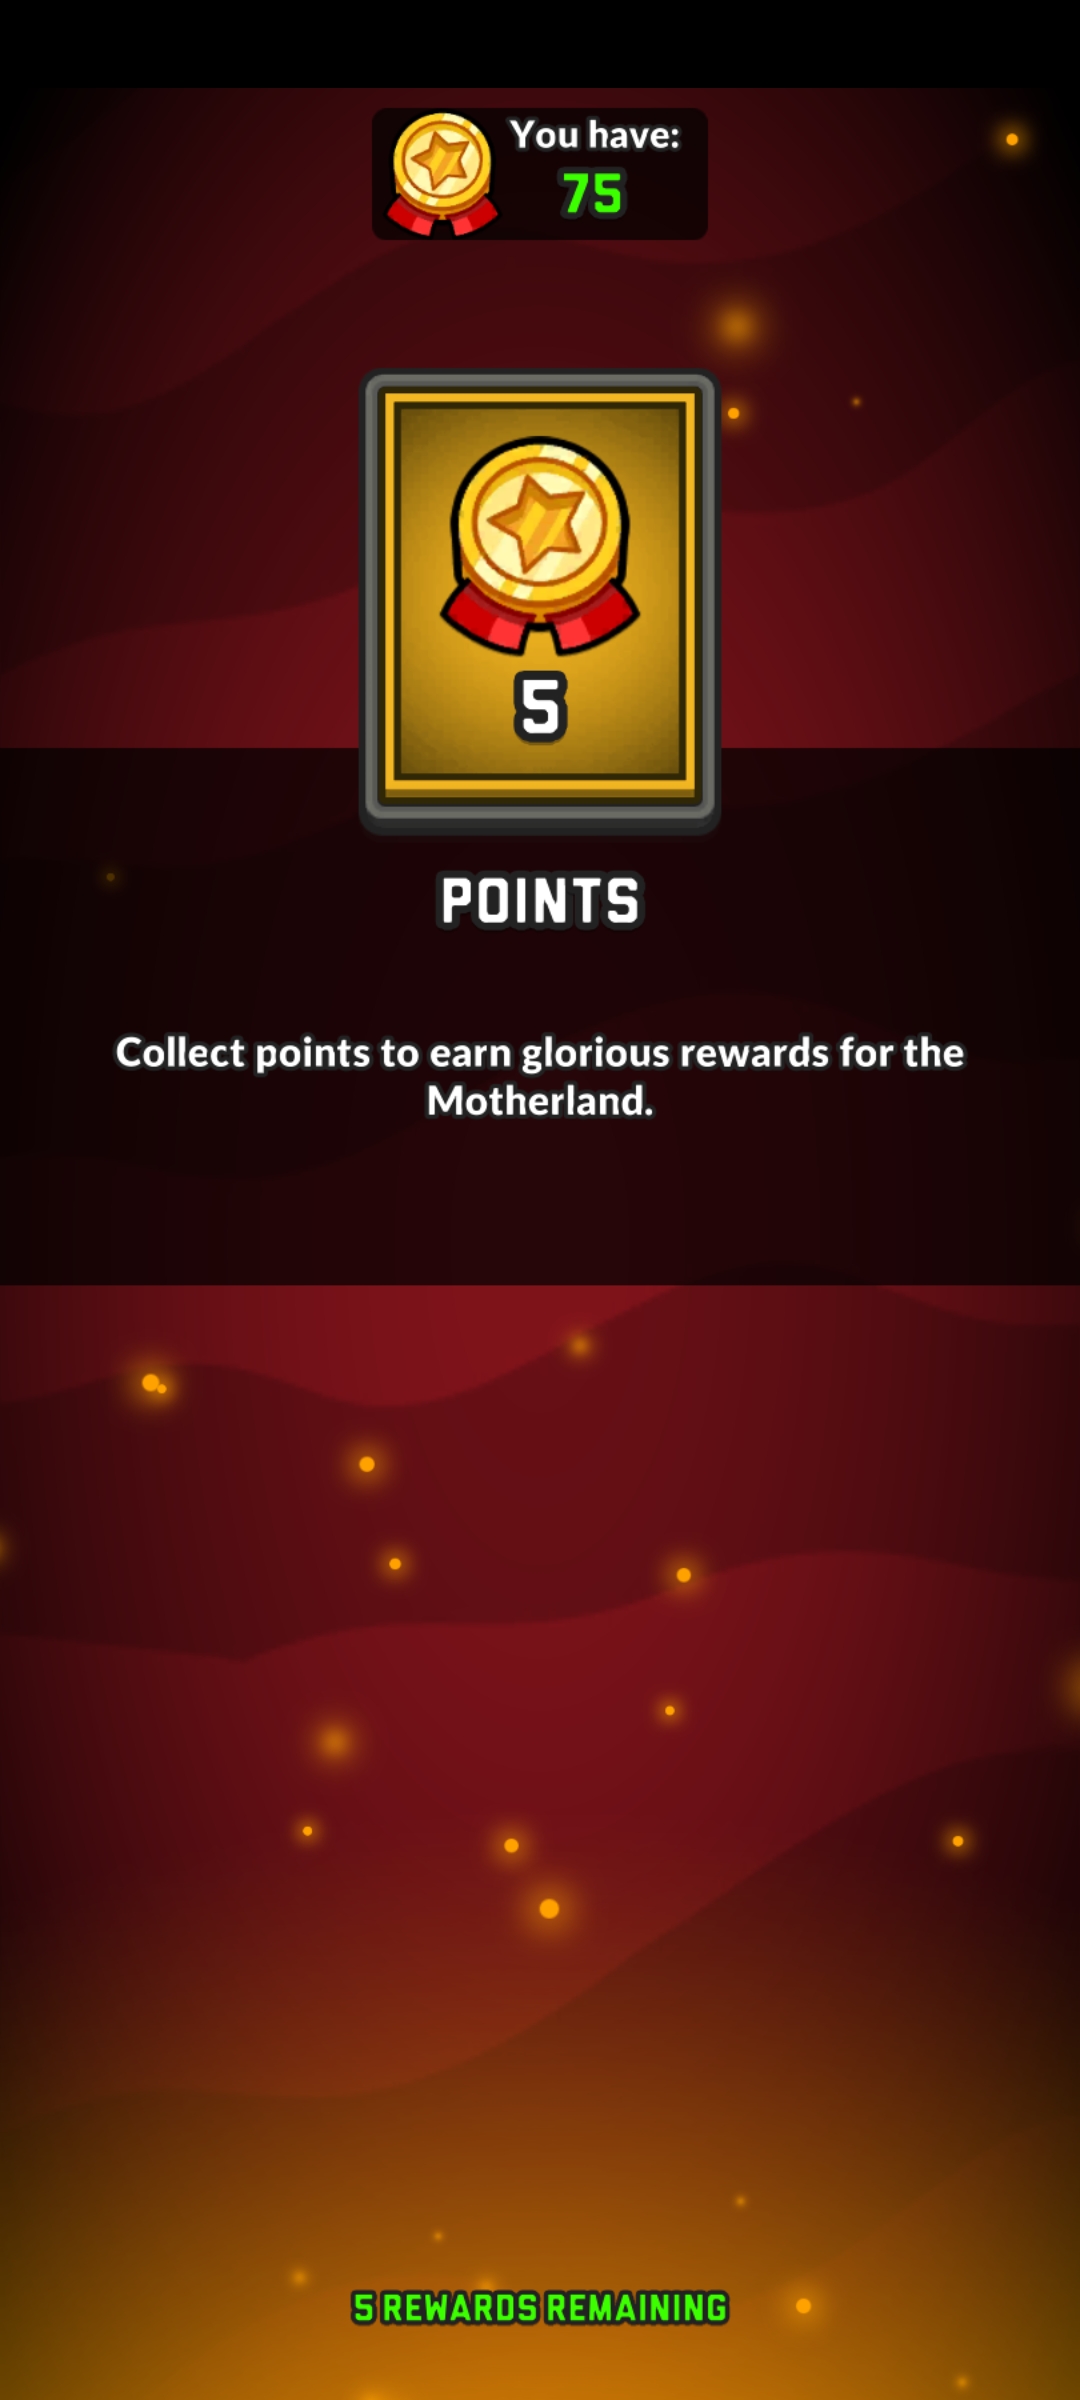 You have:
75
5
POINTS
Collect points to earn glorious rewards for the
Motherland.
5 REWARDS REMAINING